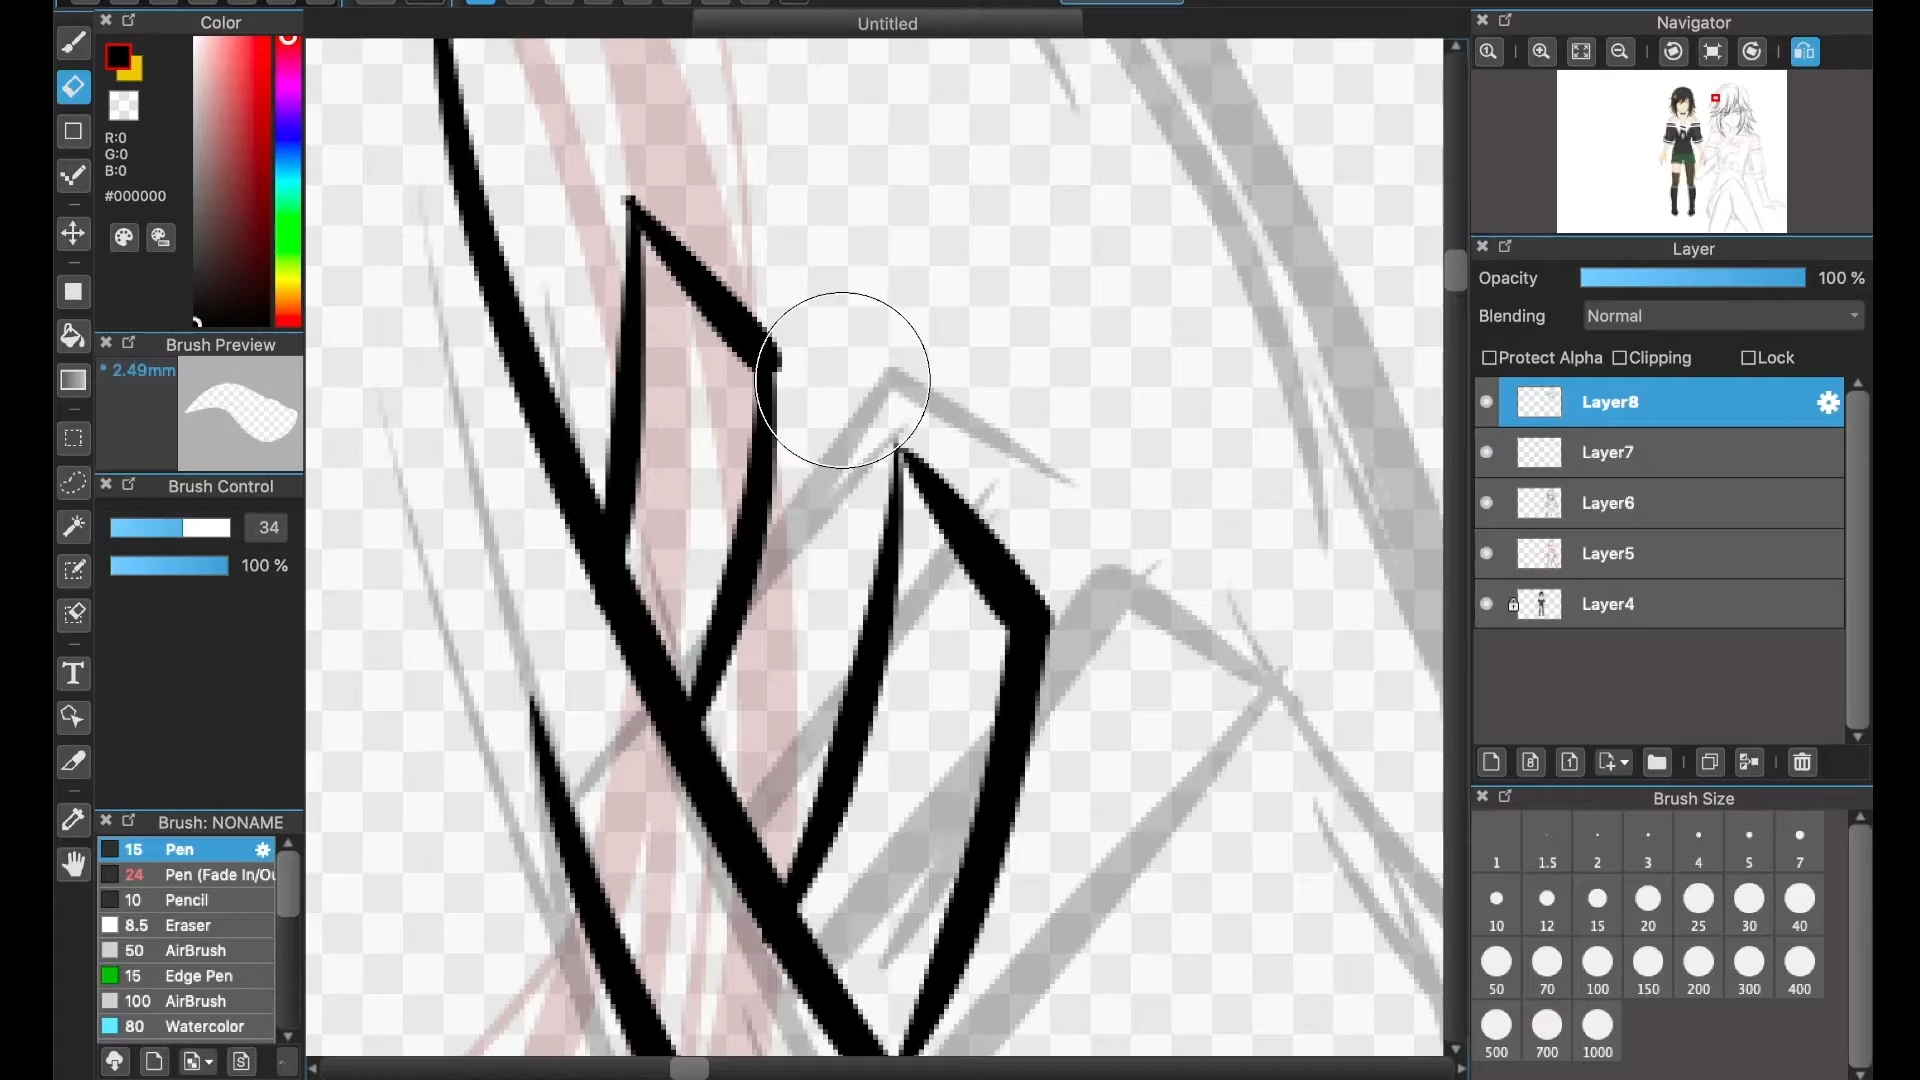 Color
Untitled
Navigator
R:0
G:0
B:0
#000000
Layer
Opacity
100 %
Blending
Normal
Brush Preview
* 2.49mm
Protect Alpha
Clipping
Lock
Layer8
Layer7
Layer6
Layer5
Layer4
Brush Control
34
100 %
Brush: NONAME
15 Pen
24 Pen (Fade In/Ou
10 Pencil
8.5 Eraser
50 AirBrush
15 Edge Pen
100 AirBrush
80 Watercolor
Brush Size
1 1.5 2 3 4 5 7
10 12 15 20 25 30 40
50 70 100 150 200 300 400
500 700 1000